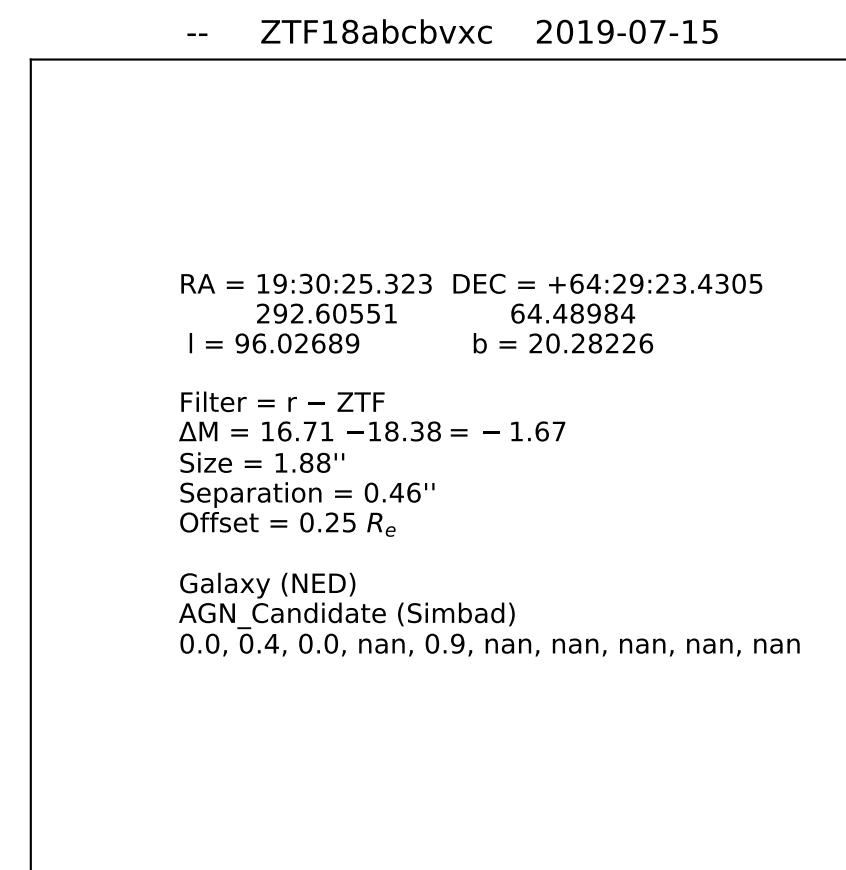 --     ZTF18abcbvxc    2019-07-15
RA = 19:30:25.323  DEC = +64:29:23.4305
292.60551    64.48984
l = 96.02689    b = 20.28226
Filter = r − ZTF
ΔM = 16.71 −18.38 = − 1.67
Size = 1.88''
Separation = 0.46''
Offset = 0.25 Rₑ
Galaxy (NED)
AGN_Candidate (Simbad)
0.0, 0.4, 0.0, nan, 0.9, nan, nan, nan, nan, nan